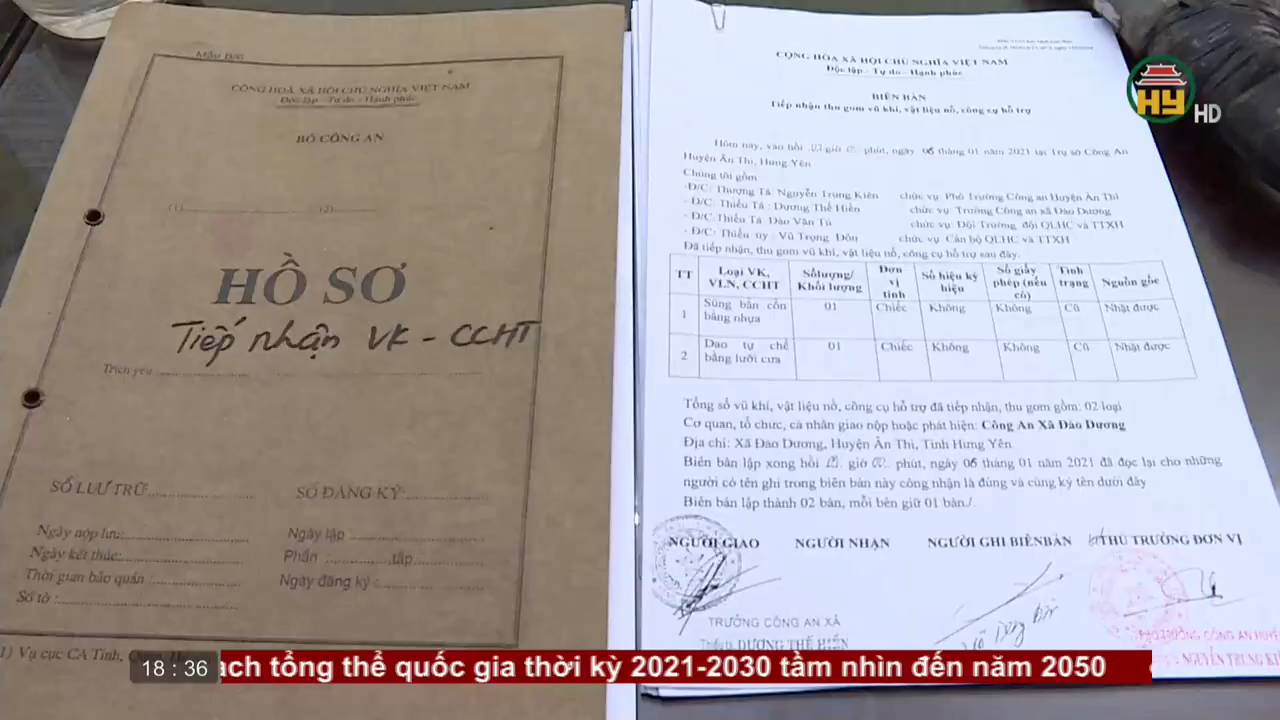 CỘNG HOÀ XÃ HỘI CHỦ NGHĨA VIỆT NAM
Độc lập - Tự do - Hạnh phúc
BỘ CÔNG AN
(1) (2)
HỒ SƠ
Tiếp nhận VK - CCHT
Trích yếu
SỐ LƯU TRỮ
SỐ ĐĂNG KÝ:
Ngày nộp lưu:
Ngày lập
Ngày kết thúc:
Phần : tập
Thời gian bảo quản
Ngày đăng ký :
Số tờ :
1) Vụ cục CA Tỉnh,
CỘNG HÒA XÃ HỘI CHỦ NGHĨA VIỆT NAM
Độc lập - Tự do - Hạnh phúc
BIÊN BẢN
Tiếp nhận thu gom vũ khí, vật liệu nổ, công cụ hỗ trợ
Hôm nay, vào hồi giờ phút, ngày 06 tháng 01 năm 2021 tại Trụ sở Công An
Huyện Ân Thi, Hưng Yên
Chúng tôi gồm
-Đ/C: Thượng Tá: Nguyễn Trung Kiên chức vụ: Phó Trưởng Công an Huyện Ân Thi
- Đ/C: Thiếu Tá : Dương Thế Hiển chức vụ: Trưởng Công an xã Đào Dương
- Đ/C:Thiếu Tá: Đào Văn Tú chức vụ: Đội Trưởng đội QLHC và TTXH
- Đ/C: Thiếu úy : Vũ Trọng Đôn chức vụ: Cán bộ QLHC và TTXH
Đã tiếp nhận, thu gom vũ khí, vật liệu nổ, công cụ hỗ trợ sau đây.
TT Loại VK, VLN, CCHT Số lượng/ Khối lượng Đơn vị tính Số hiệu ký hiệu Số giấy phép (nếu có) Tình trạng Nguồn gốc
1 Súng bắn cồn bằng nhựa 01 Chiếc Không Không Cũ Nhặt được
2 Dao tự chế bằng lưỡi cưa 01 Chiếc Không Không Cũ Nhặt được
Tổng số vũ khí, vật liệu nổ, công cụ hỗ trợ đã tiếp nhận, thu gom gồm: 02 loại
Cơ quan, tổ chức, cá nhân giao nộp hoặc phát hiện: Công An Xã Đào Dương
Địa chỉ: Xã Đào Dương, Huyện Ân Thi, Tỉnh Hưng Yên
Biên bản lập xong hồi giờ phút, ngày 06 tháng 01 năm 2021 đã đọc lại cho những
người có tên ghi trong biên bản này công nhận là đúng và cùng ký tên dưới đây
Biên bản lập thành 02 bản, mỗi bên giữ 01 bản./.
NGƯỜI GIAO NGƯỜI NHẬN NGƯỜI GHI BIÊN BẢN THỦ TRƯỞNG ĐƠN VỊ
TRƯỞNG CÔNG AN XÃ
DƯƠNG THẾ HIỂN
PHÓ TRƯỞNG CÔNG AN
NGUYỄN TRUNG
HY HD
18 : 36
ạch tổng thể quốc gia thời kỳ 2021-2030 tầm nhìn đến năm 2050